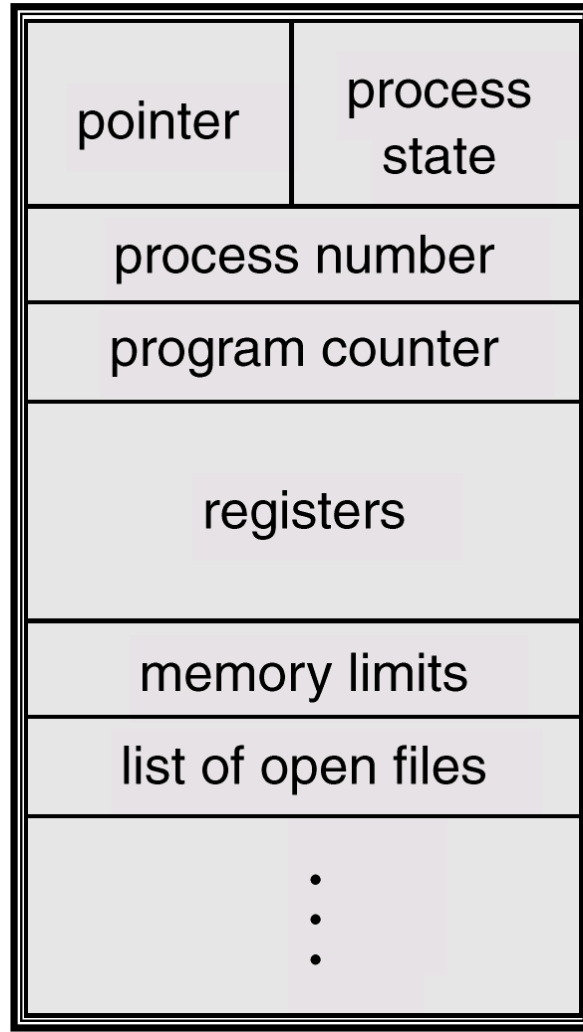 pointer
process
state
process number
program counter
registers
memory limits
list of open files